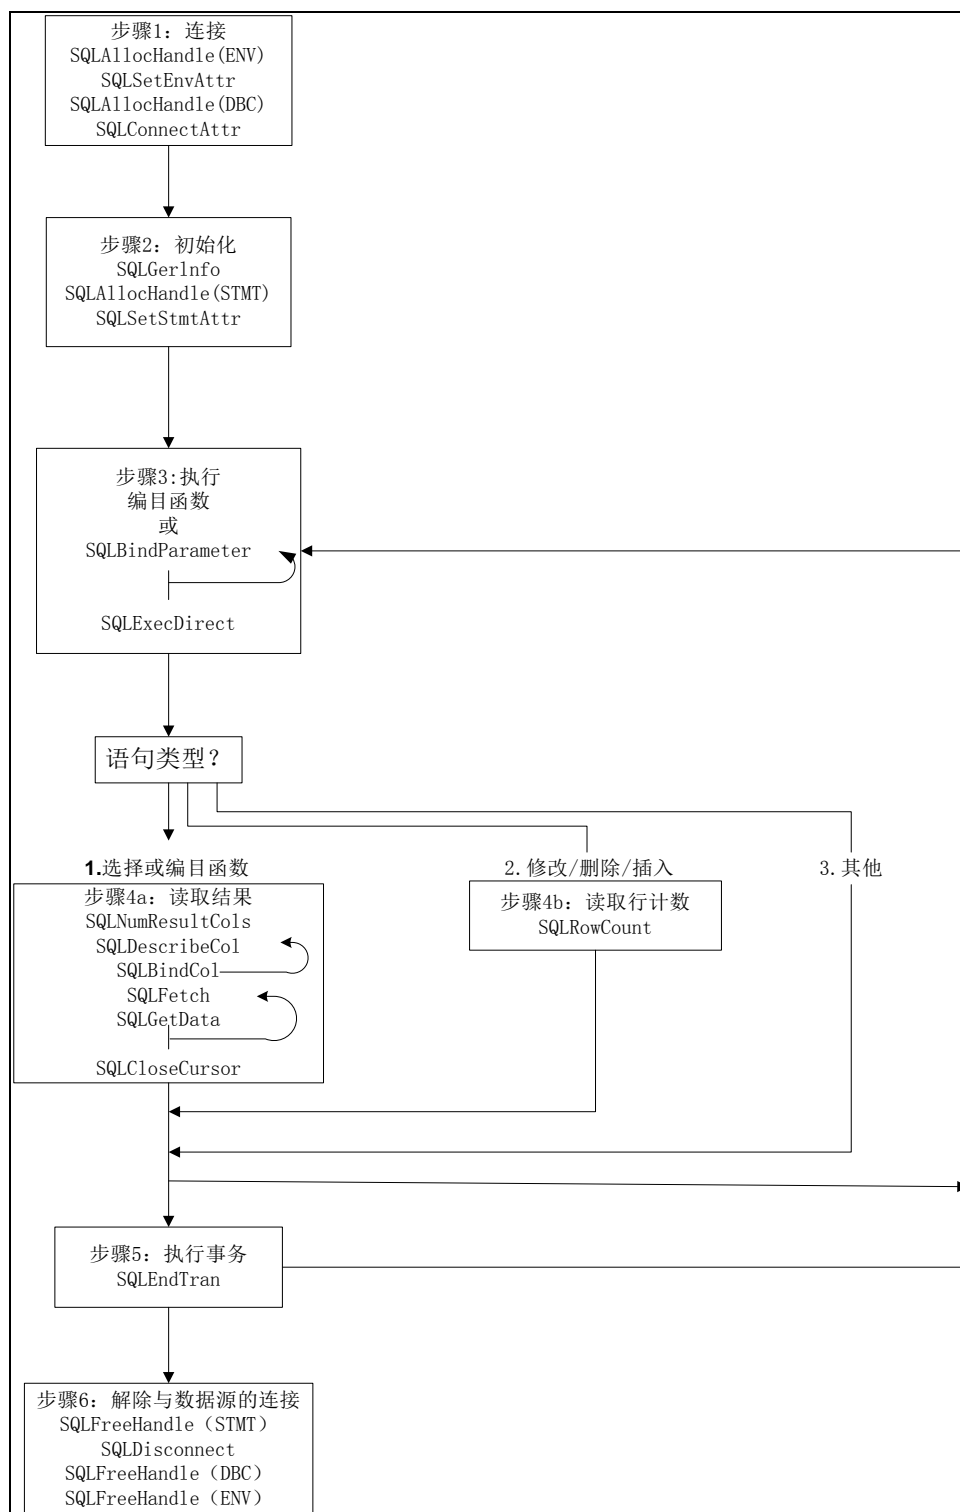 步骤1: 连接
SQLAllocHandle(ENV)
SQLSetEnvAttr
SQLAllocHandle(DBC)
SQLConnectAttr
步骤2: 初始化
SQLGerlnfo
SQLAllocHandle(STMT)
SQLSetStmtAttr
步骤3:执行
编目函数
或
SQLBindParameter
SQLExecDirect
语句类型?
1.选择或编目函数
2.修改/删除/插入
3.其他
步骤4a: 读取结果
SQLNumResultCols
SQLDescribeCol
SQLBindCol
SQLFetch
SQLGetData
SQLCloseCursor
步骤4b: 读取行计数
SQLRowCount
步骤5: 执行事务
SQLEndTran
步骤6: 解除与数据源的连接
SQLFreeHandle（STMT）
SQLDisconnect
SQLFreeHandle（DBC）
SQLFreeHandle（ENV）